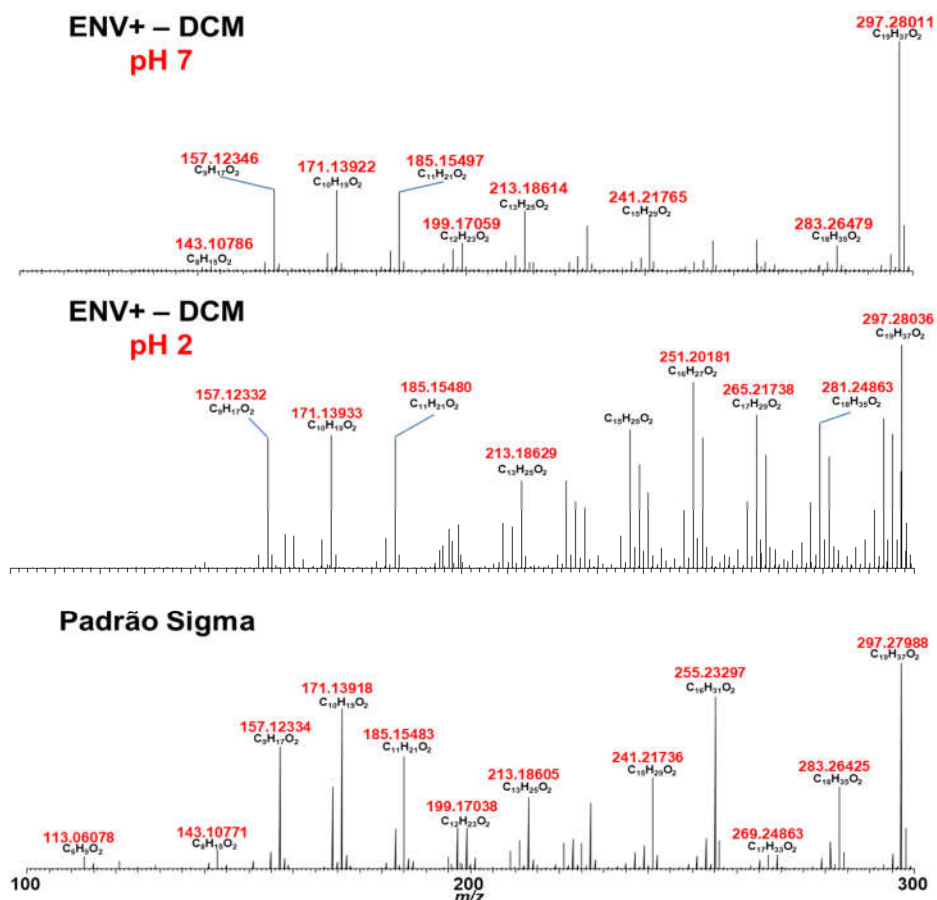 ENV+ – DCM
pH 7
297.28011
C₁₉H₃₇O₂
157.12346
C₉H₁₇O₂
171.13922
C₁₀H₁₉O₂
185.15497
C₁₁H₂₁O₂
213.18614
C₁₃H₂₅O₂
241.21765
C₁₅H₂₉O₂
199.17059
C₁₂H₂₃O₂
283.26479
C₁₈H₃₅O₂
143.10786
C₈H₁₅O₂
ENV+ – DCM
pH 2
297.28036
C₁₉H₃₇O₂
251.20181
C₁₆H₂₇O₂
157.12332
C₉H₁₇O₂
171.13933
C₁₀H₁₉O₂
185.15480
C₁₁H₂₁O₂
C₁₅H₂₉O₂
265.21738
C₁₇H₂₉O₂
281.24863
C₁₈H₃₅O₂
213.18629
C₁₃H₂₅O₂
Padrão Sigma
297.27988
C₁₉H₃₇O₂
255.23297
C₁₆H₃₁O₂
171.13918
C₁₀H₁₉O₂
157.12334
C₉H₁₇O₂
185.15483
C₁₁H₂₁O₂
241.21736
C₁₅H₂₉O₂
283.26425
C₁₈H₃₅O₂
213.18605
C₁₃H₂₅O₂
199.17038
C₁₂H₂₃O₂
113.06078
C₆H₉O₂
143.10771
C₈H₁₅O₂
269.24863
C₁₇H₃₃O₂
100 200 300
m/z